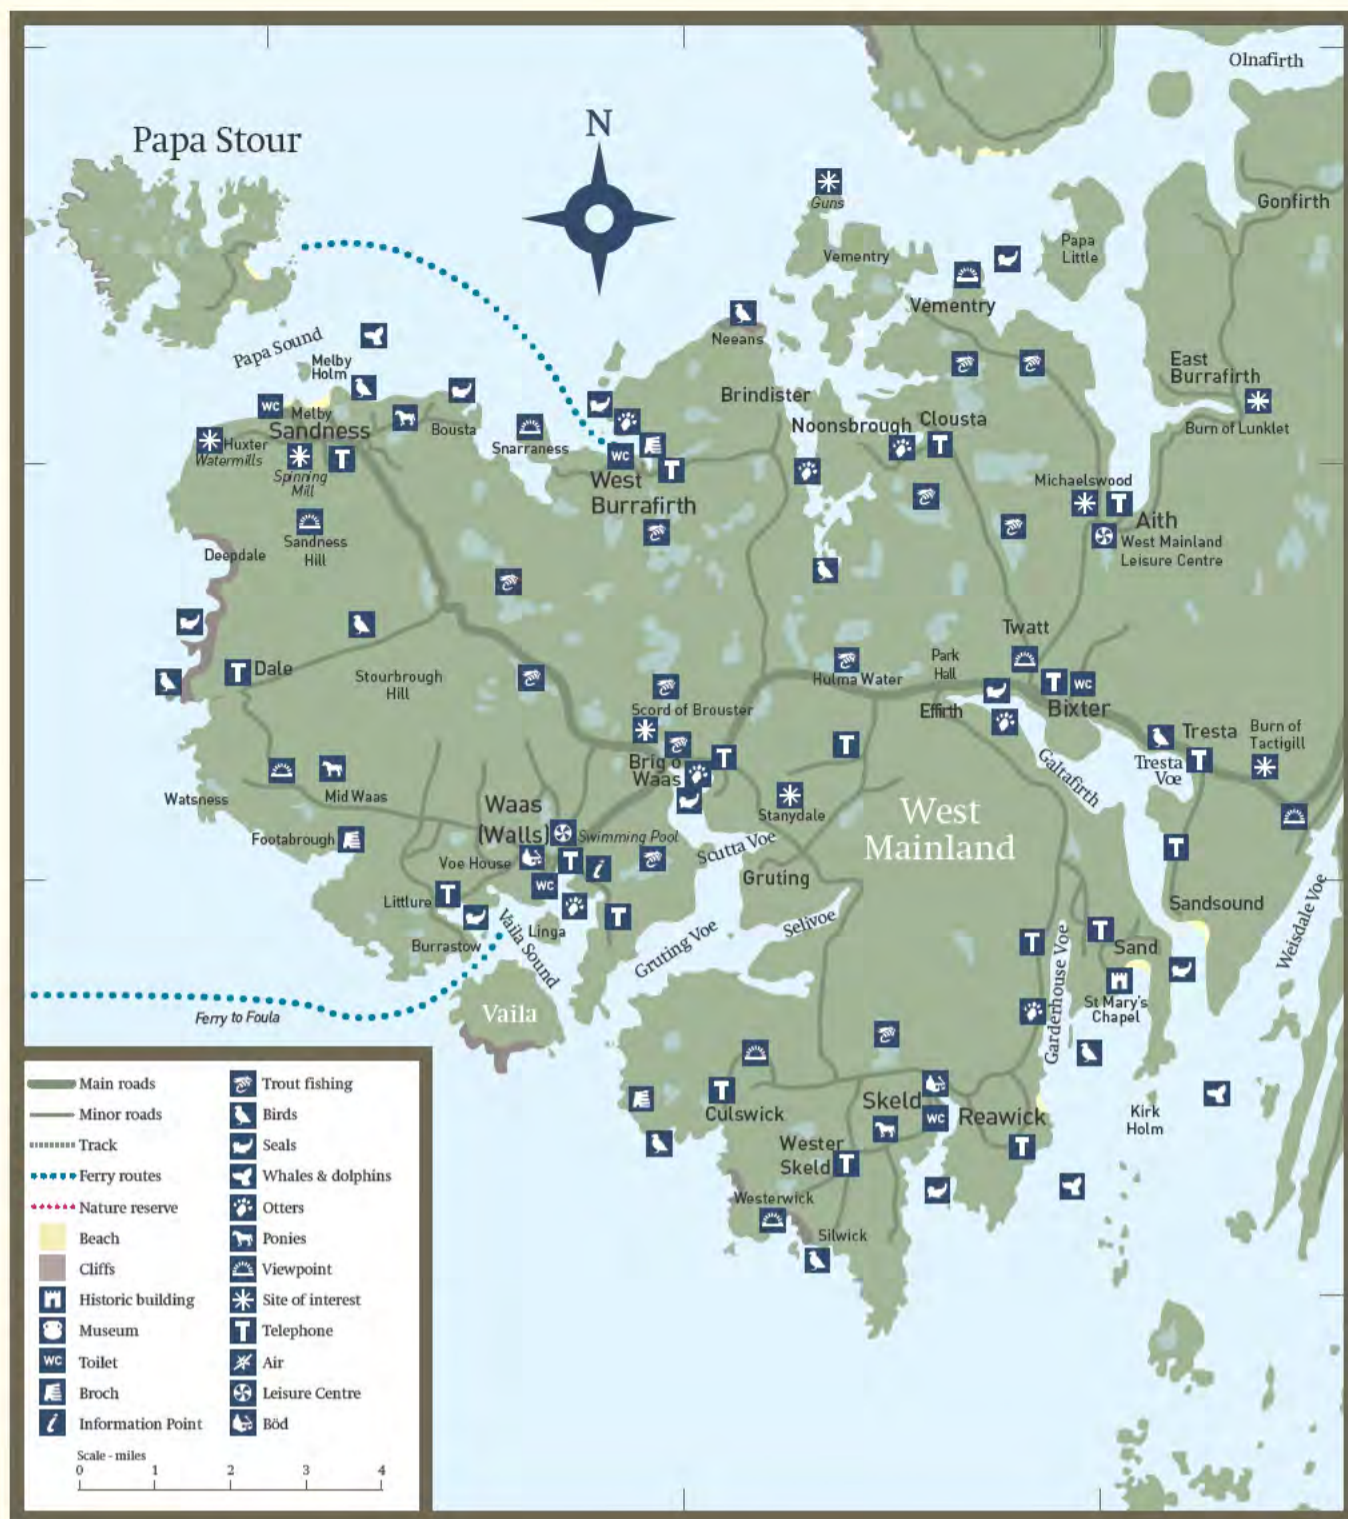 Olnafirth
Papa Stour
N
Guns
Gonfirth
Vementry
Papa
Little
Vementry
Papa Sound
Neeans
Melby
Holm
East
Burrafirth
WC
Melby
Brindister
Sandness
Bousta
Noonsbrough
Clousta
Burn of Lunklet
Huxter
Watermills
Snarraness
WC
T
Spinning
Mill
T
West
Burrafirth
T
Michaelswood
T
Aith
West Mainland
Leisure Centre
Sandness
Hill
Deepdale
Twatt
T
Dale
Stourbrough
Hill
Hulma Water
Park
Hall
T
WC
Bixter
Scord of Brouster
Effirth
Tresta
Burn of
Tactigill
T
Brig o
Waas
T
Galtafirth
Tresta
Voe
T
Watsness
Mid Waas
Stanydale
Waas
(Walls)
Swimming Pool
West
Mainland
Footabrough
Voe House
T
i
WC
Scutta Voe
Gruting
T
Littlure
T
Linga
T
Selivoe
Sandsound
Burrastow
Vaila Sound
Gruting Voe
T
T
Sand
Weisdale Voe
Vaila
Ferry to Foula
Garderhouse Voe
St Mary's
Chapel
T
Culswick
Skeld
WC
Reawick
Kirk
Holm
Wester
Skeld
T
T
Westerwick
Silwick
Main roads
Minor roads
Track
Ferry routes
Nature reserve
Beach
Cliffs
Historic building
Museum
WC Toilet
Broch
i Information Point
Trout fishing
Birds
Seals
Whales & dolphins
Otters
Ponies
Viewpoint
Site of interest
T Telephone
Air
Leisure Centre
Böd
Scale - miles
0 1 2 3 4